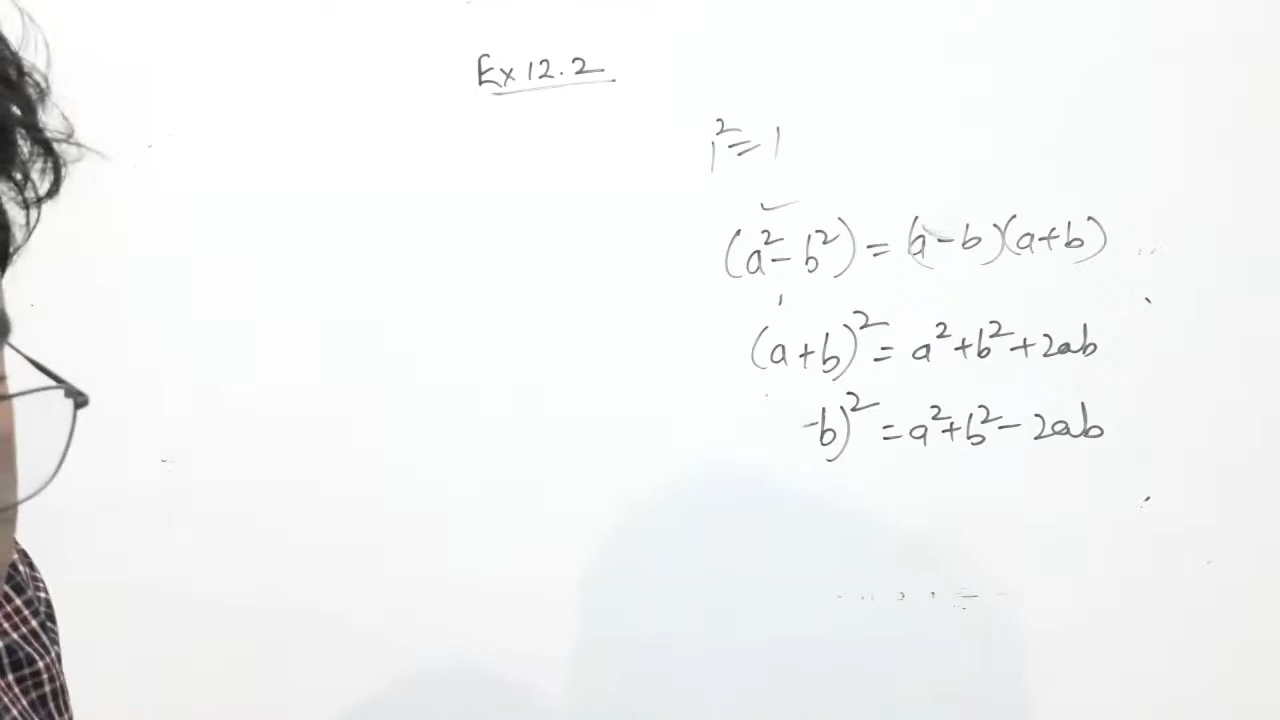 Ex 12.2
1² = 1
(a² - b²) = (a - b)(a + b)
(a + b)² = a² + b² + 2ab
-b)² = a² + b² - 2ab